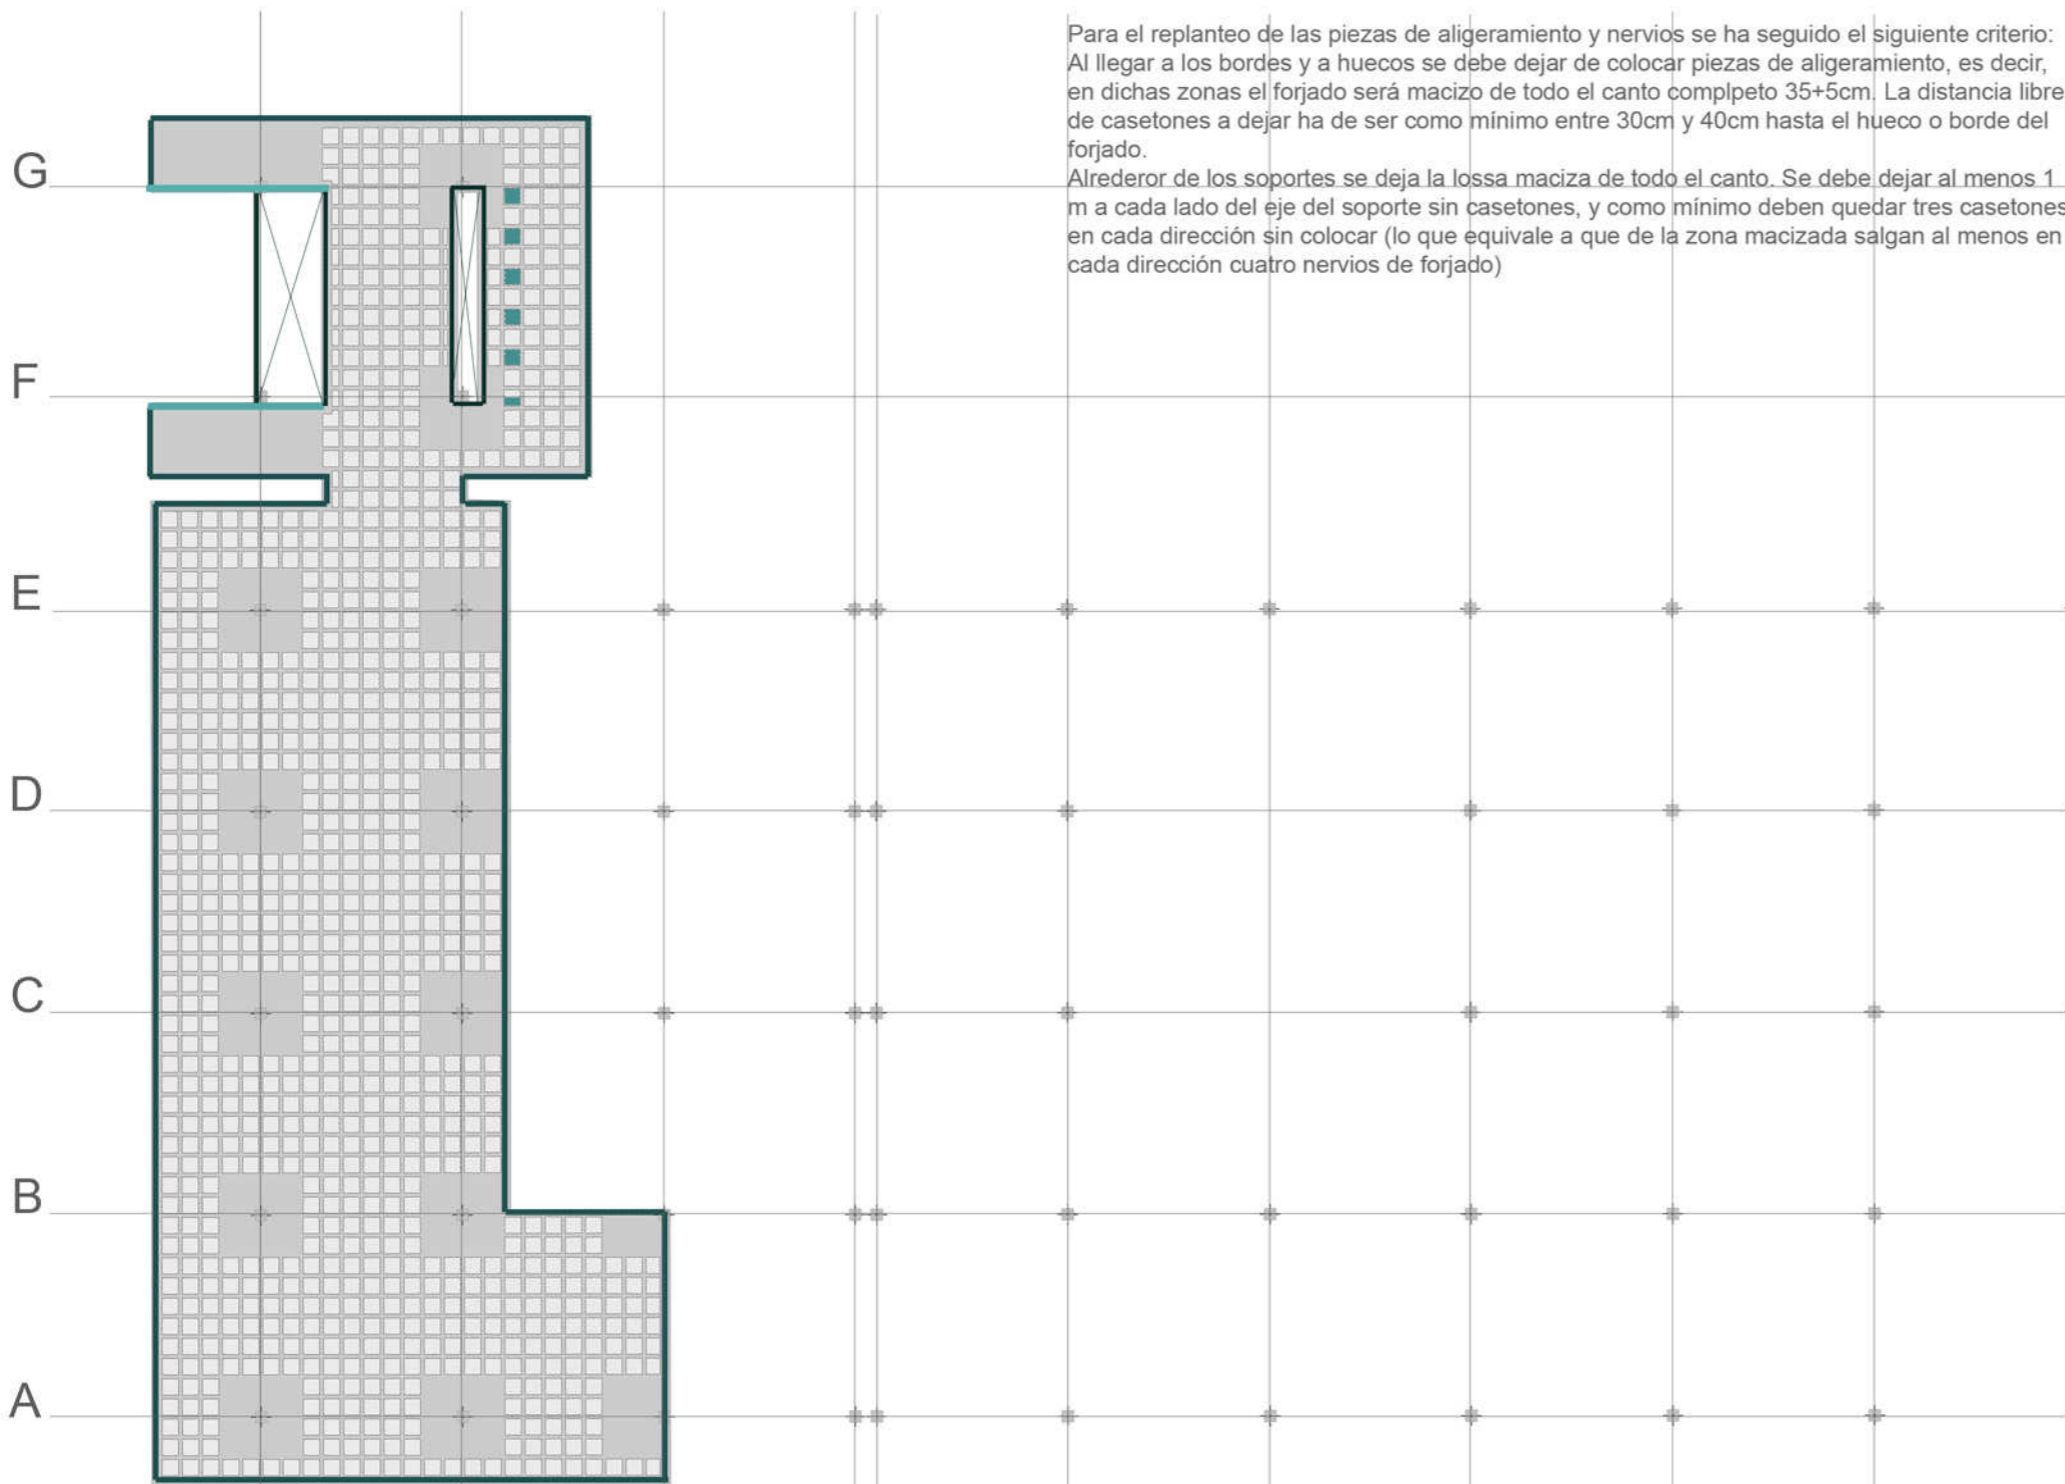 Para el replanteo de las piezas de aligeramiento y nervios se ha seguido el siguiente criterio:
Al llegar a los bordes y a huecos se debe dejar de colocar piezas de aligeramiento, es decir,
en dichas zonas el forjado será macizo de todo el canto complpeto 35+5cm. La distancia libre
de casetones a dejar ha de ser como mínimo entre 30cm y 40cm hasta el hueco o borde del
forjado.
Alrederor de los soportes se deja la lossa maciza de todo el canto. Se debe dejar al menos 1
m a cada lado del eje del soporte sin casetones, y como mínimo deben quedar tres casetones
en cada dirección sin colocar (lo que equivale a que de la zona macizada salgan al menos en
cada dirección cuatro nervios de forjado)
G
F
E
D
C
B
A